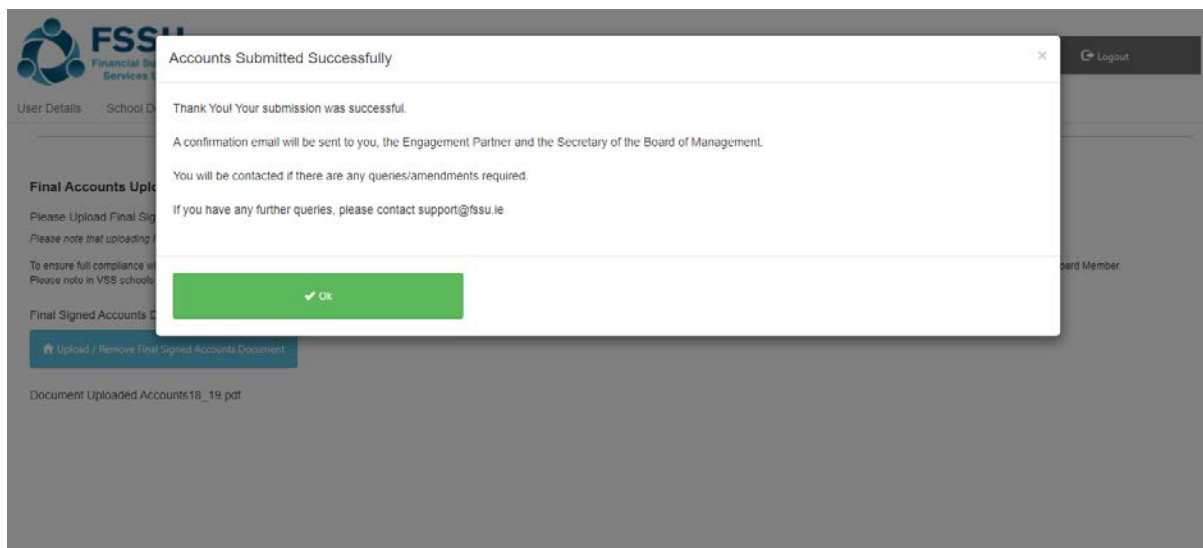 FSSU
Financial Su
Services U
Logout
User Details School D
Accounts Submitted Successfully ×
Thank You! Your submission was successful.
A confirmation email will be sent to you, the Engagement Partner and the Secretary of the Board of Management.
You will be contacted if there are any queries/amendments required.
If you have any further queries, please contact support@fssu.ie
Ok
Final Accounts Uplo
Please Upload Final Sig
Please note that uploading
To ensure full compliance wi
oard Member.
Please note in VSS schools
Final Signed Accounts D
Upload / Remove Final Signed Accounts Document
Document Uploaded Accounts18_19.pdf